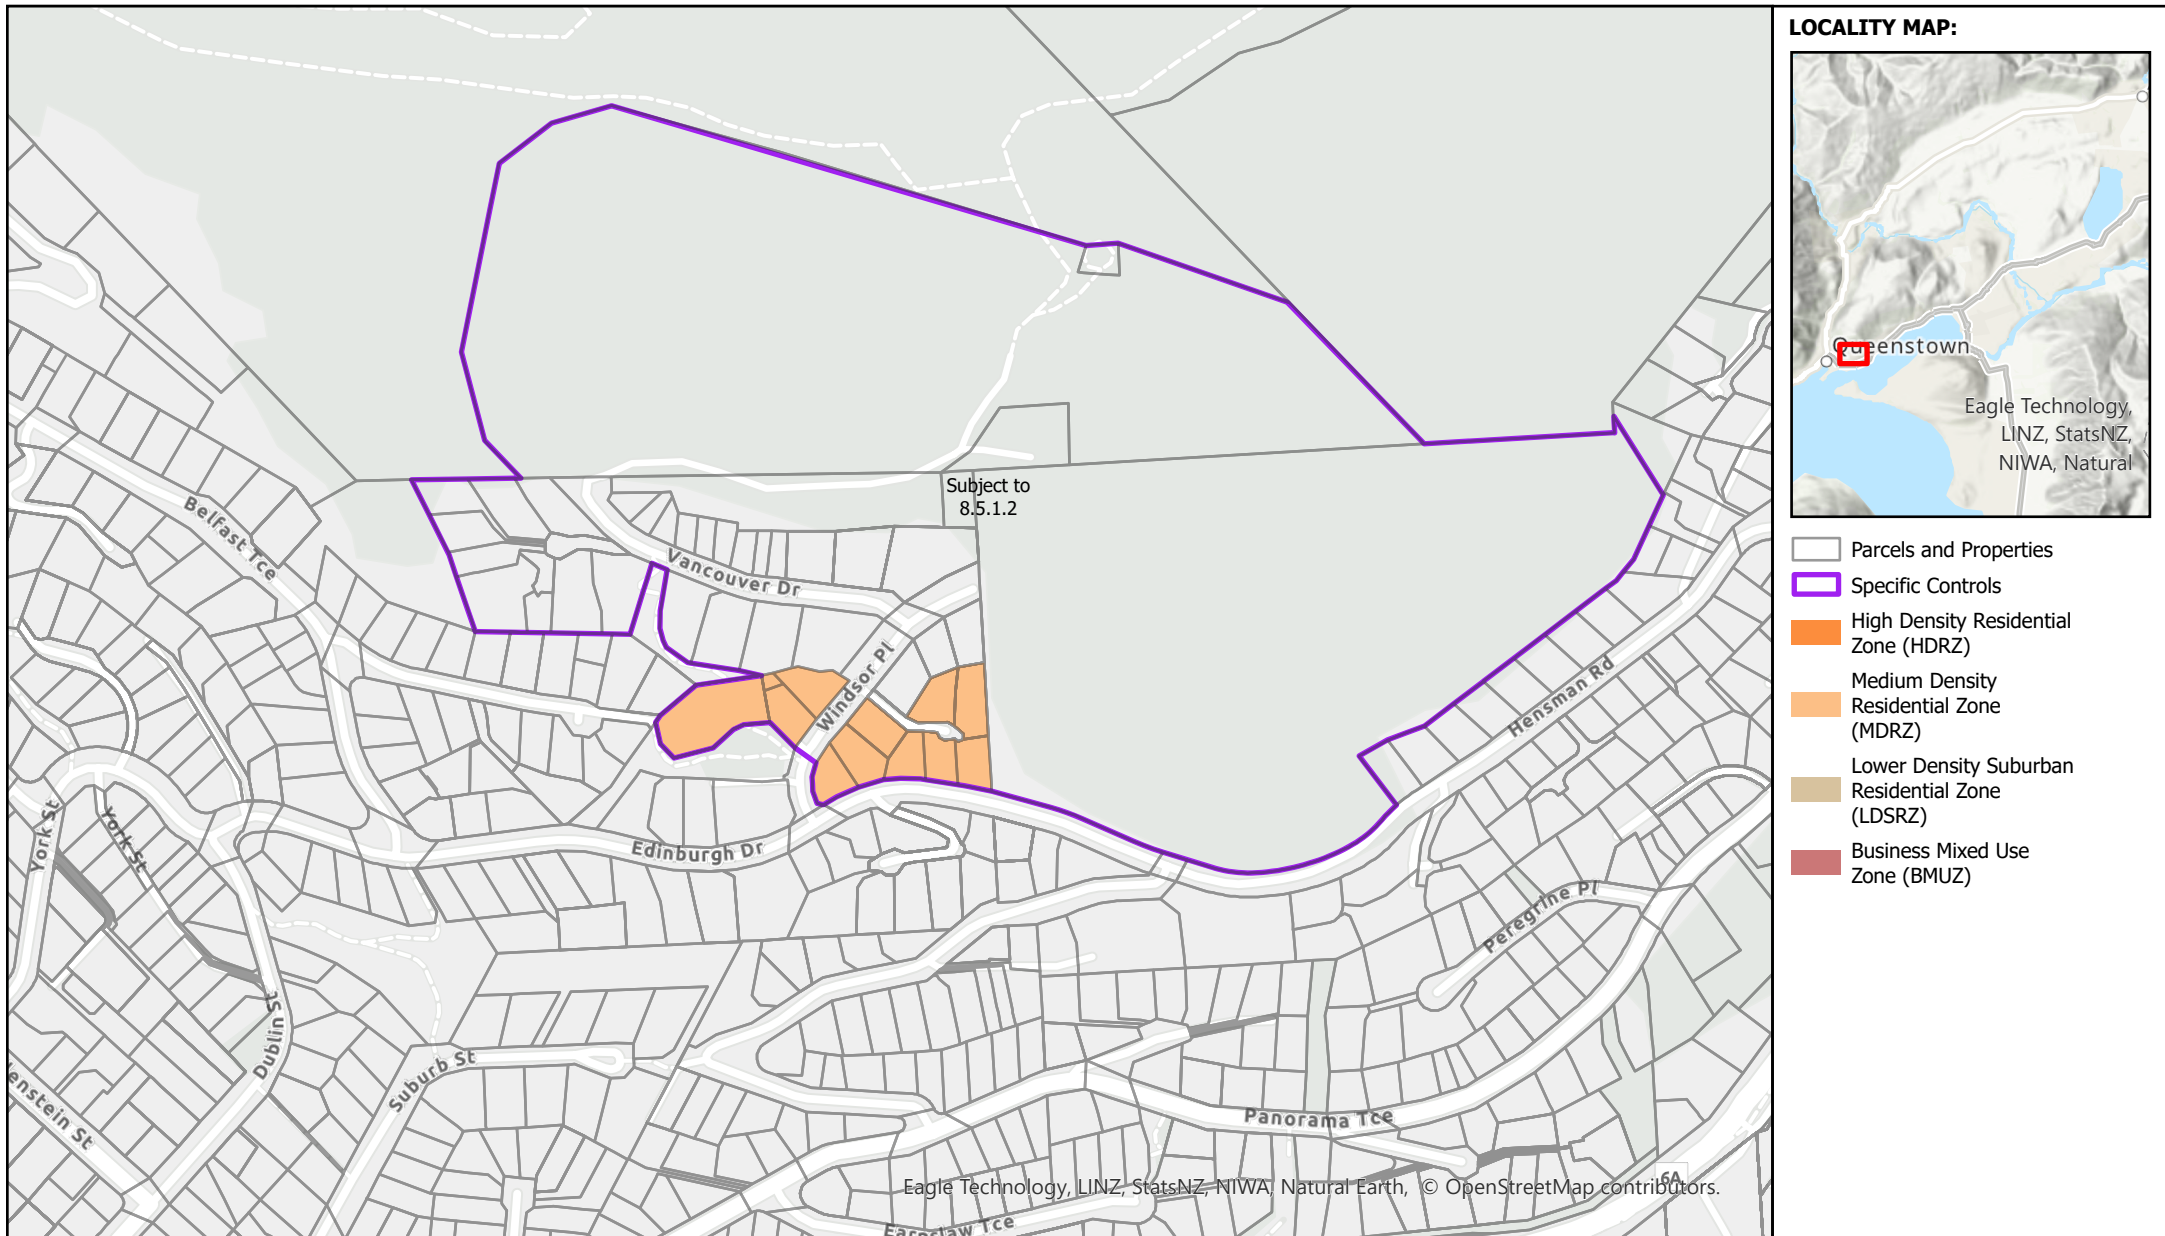 LOCALITY MAP:
Queenstown
Eagle Technology,
LINZ, StatsNZ,
NIWA, Natural
Parcels and Properties
Specific Controls
High Density Residential
Zone (HDRZ)
Medium Density
Residential Zone
(MDRZ)
Lower Density Suburban
Residential Zone
(LDSRZ)
Business Mixed Use
Zone (BMUZ)
Subject to
8.5.1.2
Belfast Tce
Vancouver Dr
Windsor Pl
Hensman Rd
Edinburgh Dr
York St
York St
Peregrine Pl
Dublin St
Suburb St
enstein St
Panorama Tce
6A
Earnslaw Tce
Eagle Technology, LINZ, StatsNZ, NIWA, Natural Earth, © OpenStreetMap contributors.